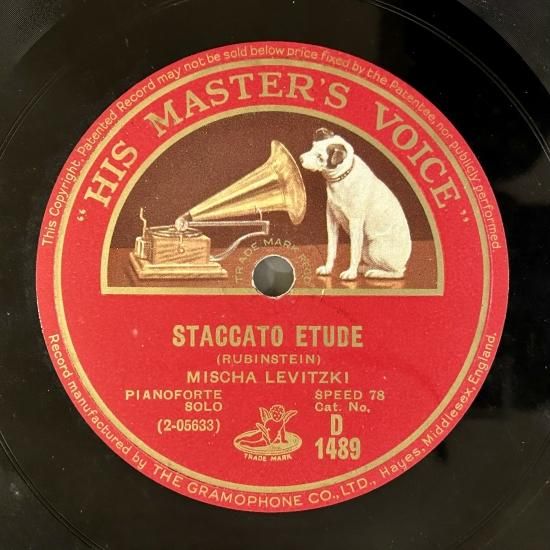 This Copyright, Patented Record may not be sold below price fixed by the Patentee, nor publicly performed.
"HIS MASTER'S VOICE"
TRADE MARK REGD
STACCATO ETUDE
(RUBINSTEIN)
MISCHA LEVITZKI
PIANOFORTE SOLO
SPEED 78
Cat. No.
(2-05633)
D 1489
TRADE MARK
Record manufactured by THE GRAMOPHONE CO., LTD., Hayes, Middlesex, England.